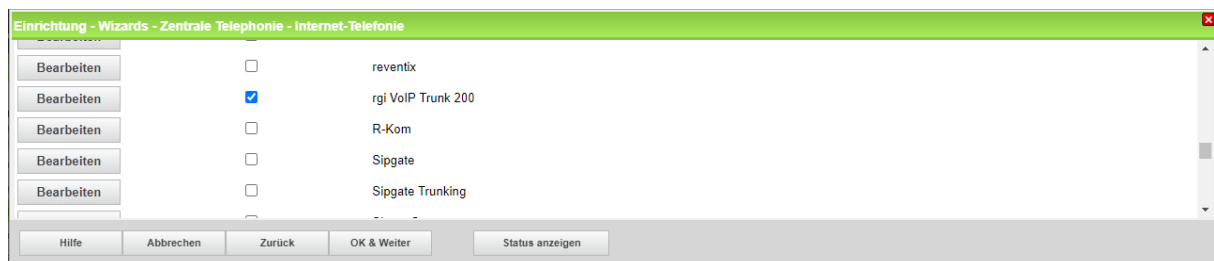 Einrichtung - Wizards - Zentrale Telephonie - Internet-Telefonie
Bearbeiten reventix
Bearbeiten rgi VoIP Trunk 200
Bearbeiten R-Kom
Bearbeiten Sipgate
Bearbeiten Sipgate Trunking
Hilfe Abbrechen Zurück OK & Weiter Status anzeigen